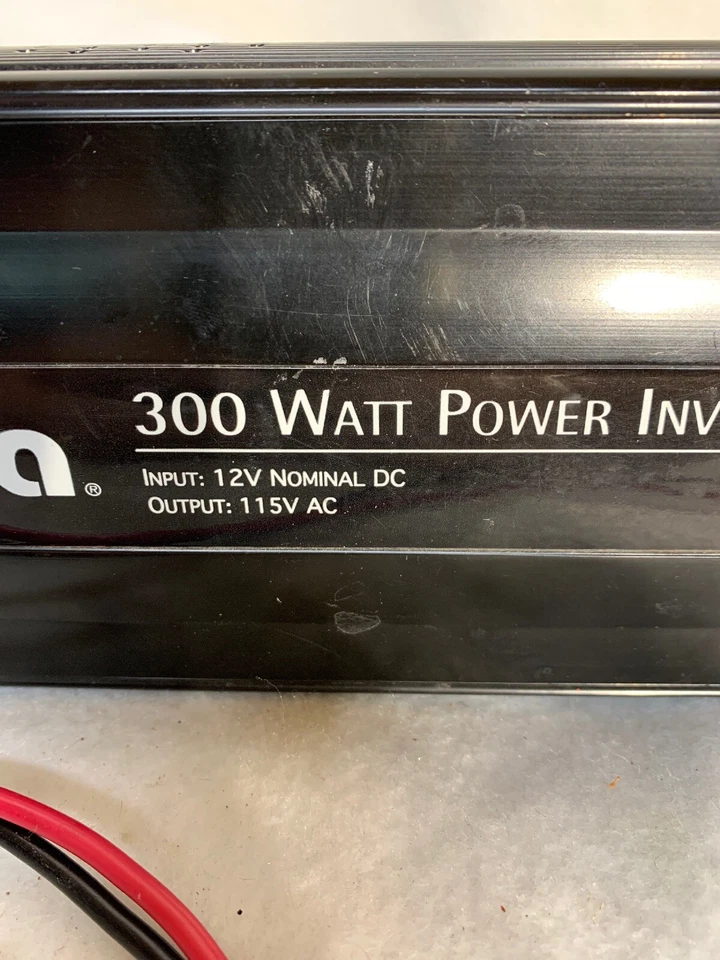 300 WATT POWER INV
a®
INPUT: 12V NOMINAL DC
OUTPUT: 115V AC